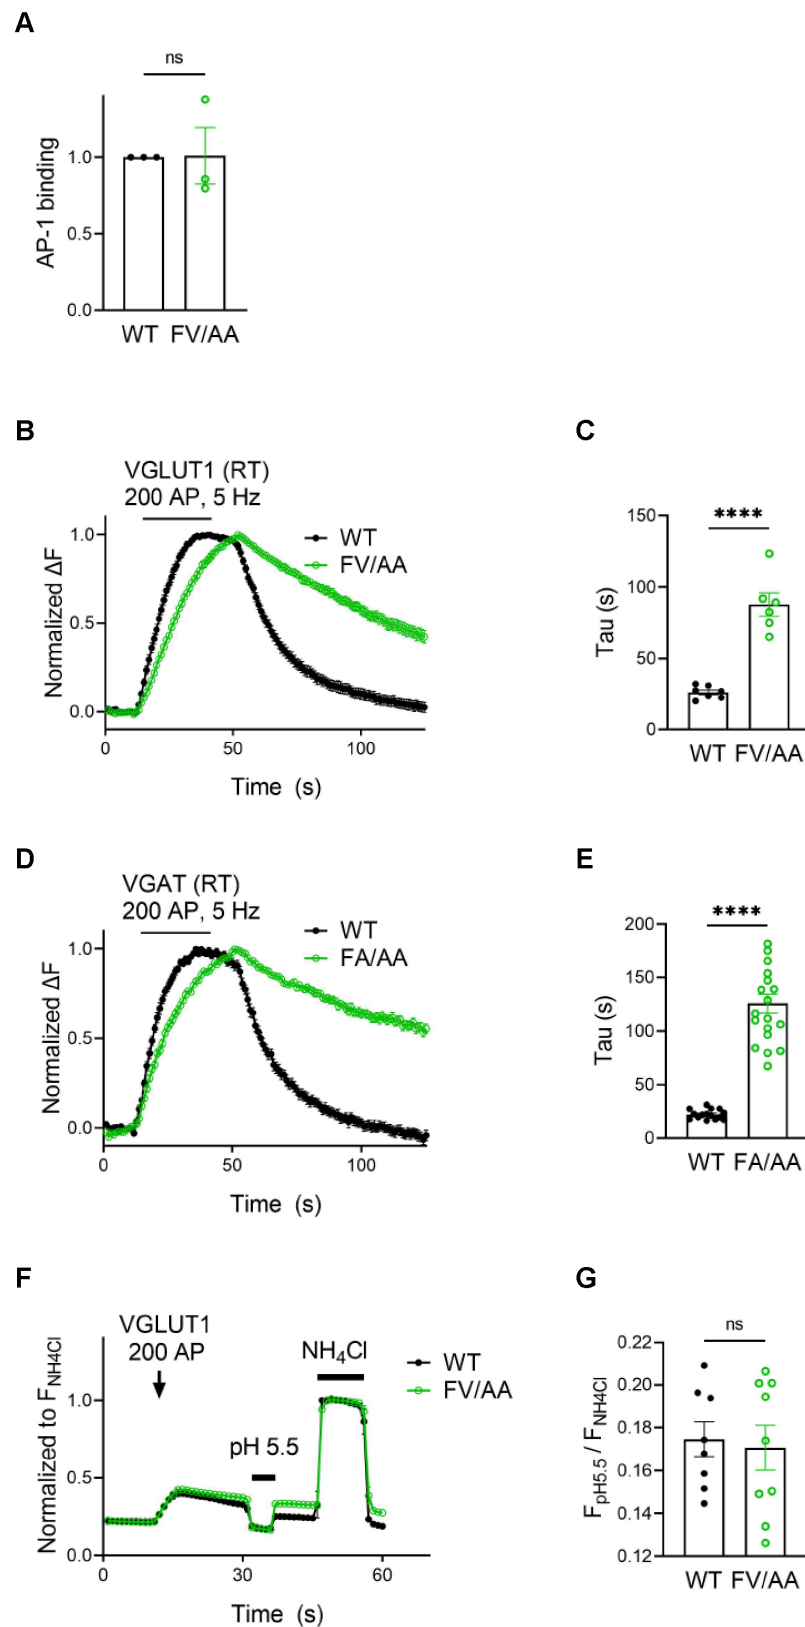 A
ns
AP-1 binding
1.0
0.5
0.0
WT FV/AA
B
VGLUT1 (RT)
200 AP, 5 Hz
WT
FV/AA
Normalized ΔF
1.0
0.5
0.0
0 50 100
Time (s)
C
****
Tau (s)
150
100
50
0
WT FV/AA
D
VGAT (RT)
200 AP, 5 Hz
WT
FA/AA
Normalized ΔF
1.0
0.5
0.0
0 50 100
Time (s)
E
****
Tau (s)
200
150
100
50
0
WT FA/AA
F
VGLUT1
200 AP
NH4Cl
WT
FV/AA
pH 5.5
Normalized to FNH4Cl
1.0
0.5
0.0
0 30 60
Time (s)
G
ns
FpH5.5 / FNH4Cl
0.22
0.20
0.18
0.16
0.14
0.12
WT FV/AA